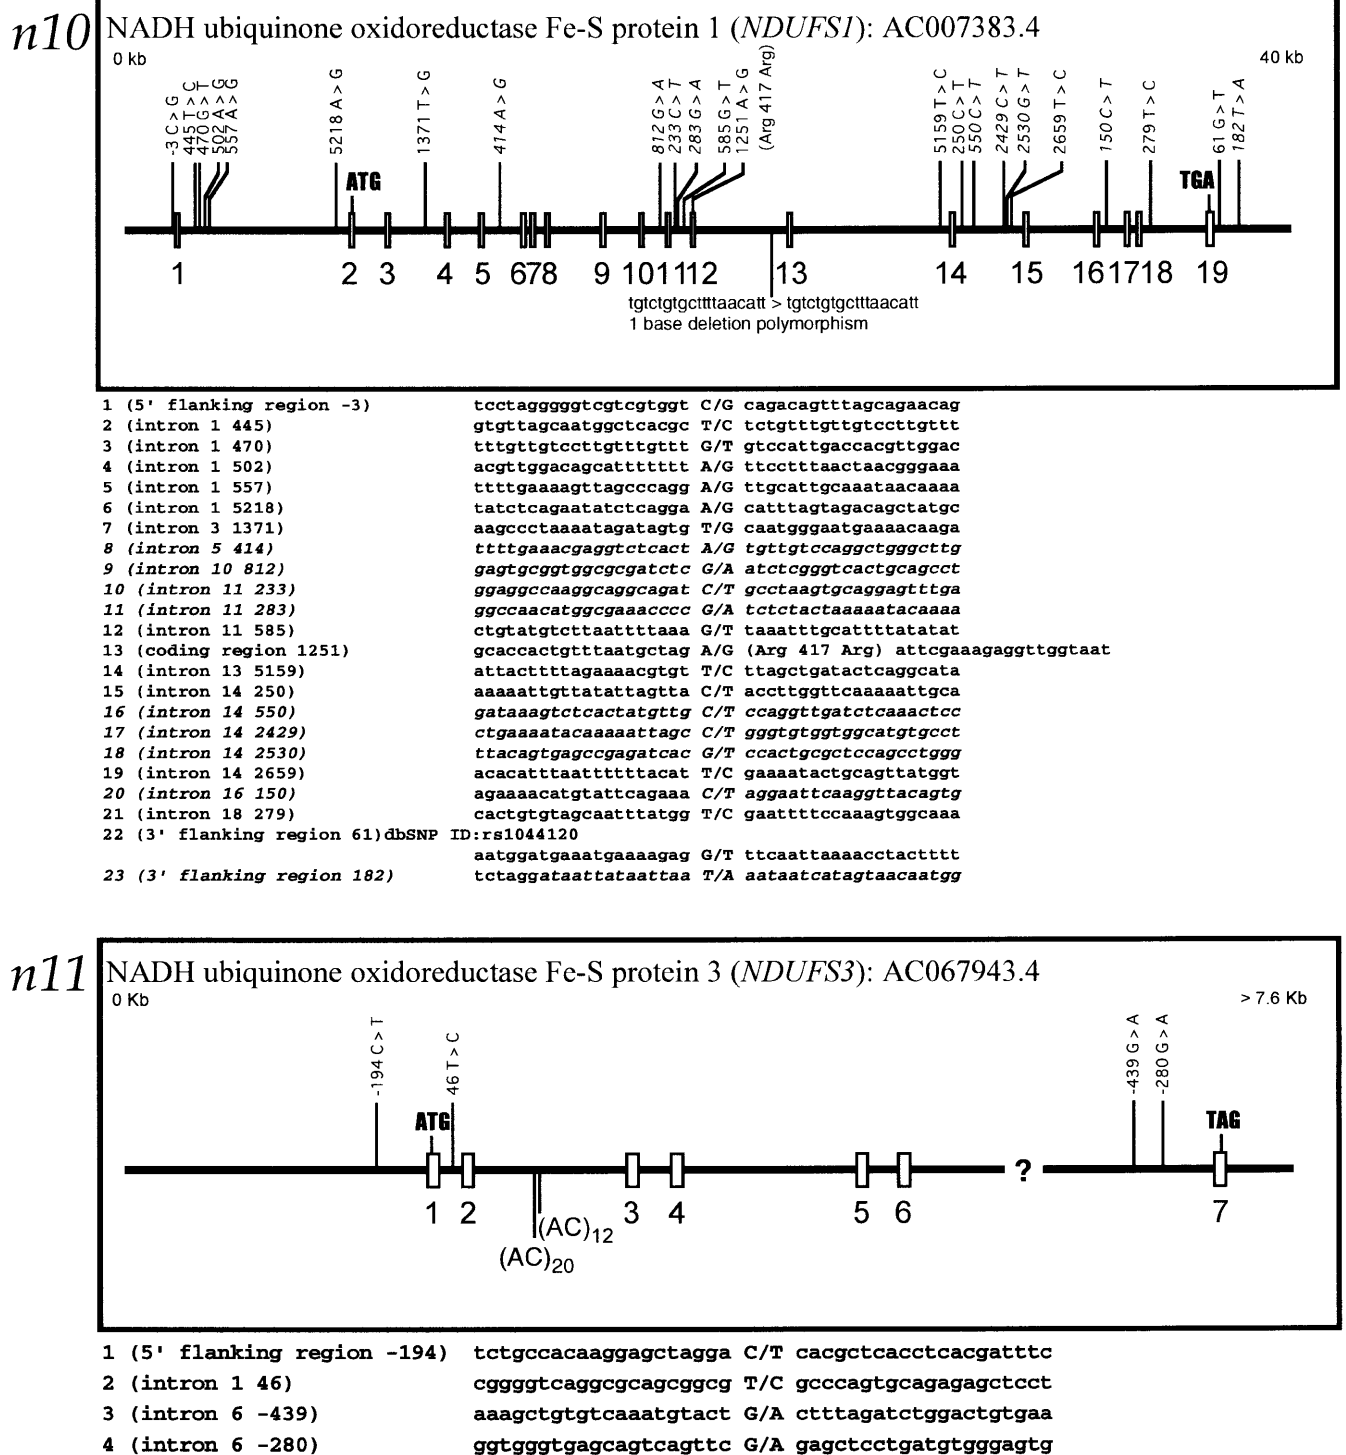 n10 NADH ubiquinone oxidoreductase Fe-S protein 1 (NDUFS1): AC007383.4
0 kb
40 kb
-3 C > G
445 T > C
470 G > T
502 A > G
557 A > G
5218 A > G
1371 T > G
414 A > G
812 G > A
233 C > T
283 G > A
585 G > T
1251 A > G
(Arg 417 Arg)
5159 T > C
250 C > T
550 C > T
2429 C > T
2530 G > T
2659 T > C
150 C > T
279 T > C
61 G > T
182 T > A
ATG
TGA
1 2 3 4 5 6 7 8 9 10 11 12 13 14 15 16 17 18 19
tgtctgtgcttttaacatt > tgtctgtgctttaacatt
1 base deletion polymorphism
1 (5' flanking region -3) tcctagggggtcgtcgtggt C/G cagacagtttagcagaacag
2 (intron 1 445) gtgttagcaatggctcacgc T/C tctgtttgttgtccttgttt
3 (intron 1 470) tttgttgtccttgtttgttt G/T gtccattgaccacgttggac
4 (intron 1 502) acgttggacagcattttttt A/G ttcctttaactaacgggaaa
5 (intron 1 557) ttttgaaaagttagcccagg A/G ttgcattgcaaataacaaaa
6 (intron 1 5218) tatctcagaatatctcagga A/G catttagtagacagctatgc
7 (intron 3 1371) aagccctaaaatagatagtg T/G caatgggaatgaaaacaaga
8 (intron 5 414) ttttgaaacgaggtctcact A/G tgttgtccaggctgggcttg
9 (intron 10 812) gagtgcggtggcgcgatctc G/A atctcgggtcactgcagcct
10 (intron 11 233) ggaggccaaggcaggcagat C/T gcctaagtgcaggagtttga
11 (intron 11 283) ggccaacatggcgaaacccc G/A tctctactaaaaatacaaaa
12 (intron 11 585) ctgtatgtcttaattttaaa G/T taaatttgcattttatatat
13 (coding region 1251) gcaccactgtttaatgctag A/G (Arg 417 Arg) attcgaaagaggttggtaat
14 (intron 13 5159) attacttttagaaaacgtgt T/C ttagctgatactcaggcata
15 (intron 14 250) aaaaattgttatattagtta C/T accttggttcaaaaattgca
16 (intron 14 550) gataaagtctcactatgttg C/T ccaggttgatctcaaactcc
17 (intron 14 2429) ctgaaaatacaaaaattagc C/T gggtgtggtggcatgtgcct
18 (intron 14 2530) ttacagtgagccgagatcac G/T ccactgcgctccagcctggg
19 (intron 14 2659) acacatttaattttttacat T/C gaaaatactgcagttatggt
20 (intron 16 150) agaaaacatgtattcagaaa C/T aggaattcaaggttacagtg
21 (intron 18 279) cactgtgtagcaatttatgg T/C gaattttccaaagtggcaaa
22 (3' flanking region 61)dbSNP ID:rs1044120
aatggatgaaatgaaaagag G/T ttcaattaaaacctactttt
23 (3' flanking region 182) tctaggataattataattaa T/A aataatcatagtaacaatgg
n11 NADH ubiquinone oxidoreductase Fe-S protein 3 (NDUFS3): AC067943.4
0 Kb
> 7.6 Kb
-194 C > T
46 T > C
-439 G > A
-280 G > A
ATG
TAG
?
1 2 3 4 5 6 7
(AC)12
(AC)20
1 (5' flanking region -194) tctgccacaaggagctagga C/T cacgctcacctcacgatttc
2 (intron 1 46) cggggtcaggcgcagcggcg T/C gcccagtgcagagagctcct
3 (intron 6 -439) aaagctgtgtcaaatgtact G/A ctttagatctggactgtgaa
4 (intron 6 -280) ggtgggtgagcagtcagttc G/A gagctcctgatgtgggagtg